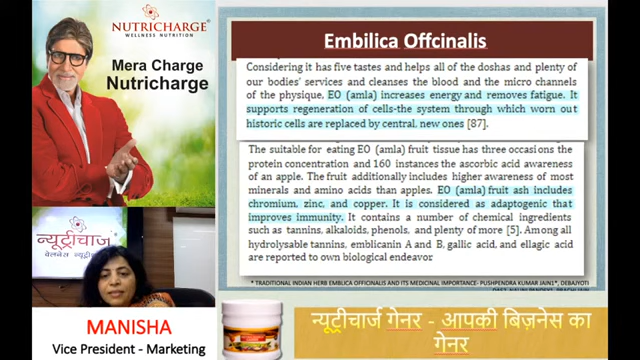 NUTRICHARGE®
WELLNESS NUTRITION
Mera Charge
Nutricharge
न्यूट्रीचार्ज
वेलनेस न्यूट्री
MANISHA
Vice President - Marketing
Embilica Offcinalis
Considering it has five tastes and helps all of the doshas and plenty of
our bodies' services and cleanses the blood and the micro channels
of the physique. EO (amla) increases energy and removes fatigue. It
supports regeneration of cells-the system through which worn out
historic cells are replaced by central, new ones [87].
The suitable for eating EO (amla) fruit tissue has three occasions the
protein concentration and 160 instances the ascorbic acid awareness
of an apple. The fruit additionally includes higher awareness of most
minerals and amino acids than apples. EO (amla) fruit ash includes
chromium, zinc, and copper. It is considered as adaptogenic that
improves immunity. It contains a number of chemical ingredients
such as tannins, alkaloids, phenols, and plenty of more [5]. Among all
hydrolysable tannins, emblicanin A and B, gallic acid, and ellagic acid
are reported to own biological endeavor
* TRADITIONAL INDIAN HERB EMBLICA OFFICINALIS AND ITS MEDICINAL IMPORTANCE- PUSHPENDRA KUMAR JAIN1*, DEBAJYOTI
न्यूट्रीचार्ज गेनर - आपकी बिज़नेस का
गेनर